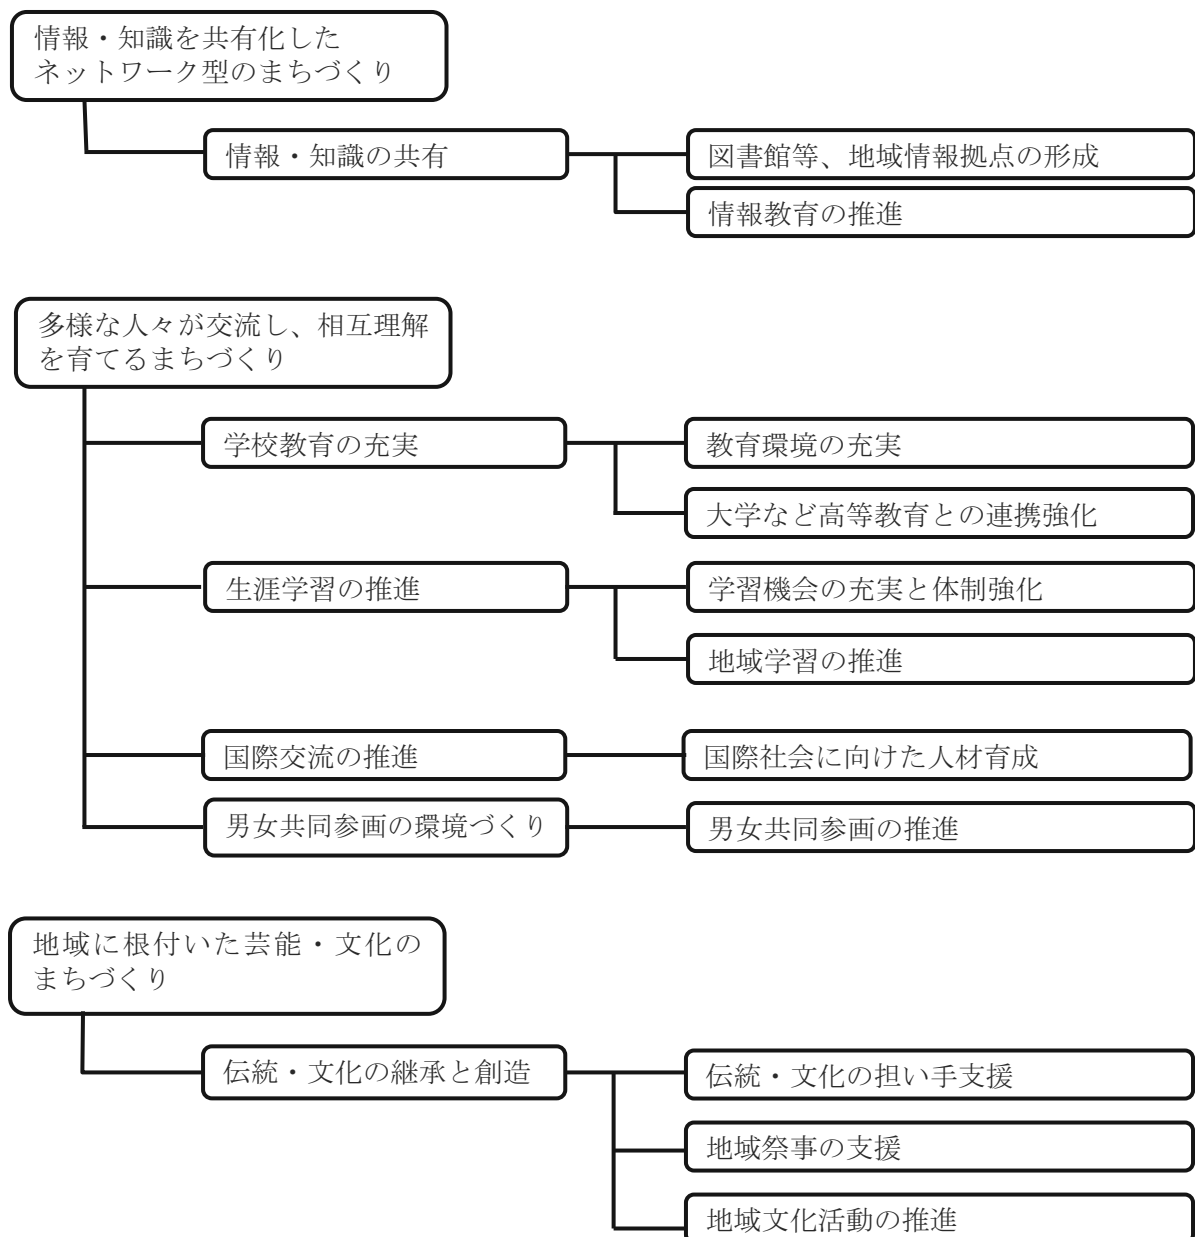 情報・知識を共有化した
ネットワーク型のまちづくり
情報・知識の共有
図書館等、地域情報拠点の形成
情報教育の推進
多様な人々が交流し、相互理解
を育てるまちづくり
学校教育の充実
教育環境の充実
大学など高等教育との連携強化
生涯学習の推進
学習機会の充実と体制強化
地域学習の推進
国際交流の推進
国際社会に向けた人材育成
男女共同参画の環境づくり
男女共同参画の推進
地域に根付いた芸能・文化の
まちづくり
伝統・文化の継承と創造
伝統・文化の担い手支援
地域祭事の支援
地域文化活動の推進